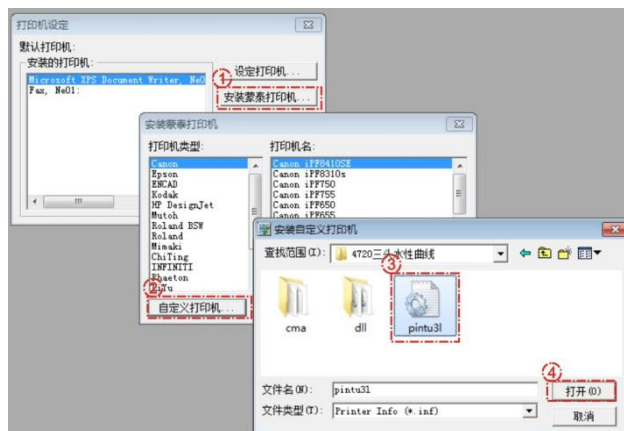 打印机设定
默认打印机:
安装的打印机:
Microsoft XPS Document Writer, Ne0
Fax, Ne01:
设定打印机...
①
安装蒙泰打印机...
安装蒙泰打印机
打印机类型:
打印机名:
Canon
Epson
ENCAD
Kodak
HP DesignJet
Mutoh
Roland BSW
Roland
Mimaki
ChiTing
INFINITI
Phaeton
Canon iPF8410SE
Canon iPF8310s
Canon iPF750
Canon iPF755
Canon iPF650
Canon iPF655
②
自定义打印机...
安装自定义打印机
查找范围(I):
4720三头水性曲线
③
cma
dll
pintu3l
④
文件名(N):
pintu3l
打开(O)
文件类型(T):
Printer Info (*.inf)
取消